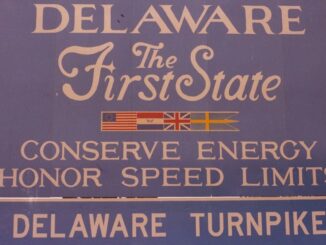 DELAWARE
The
First State
CONSERVE ENERGY
HONOR SPEED LIMITS
DELAWARE TURNPIKE